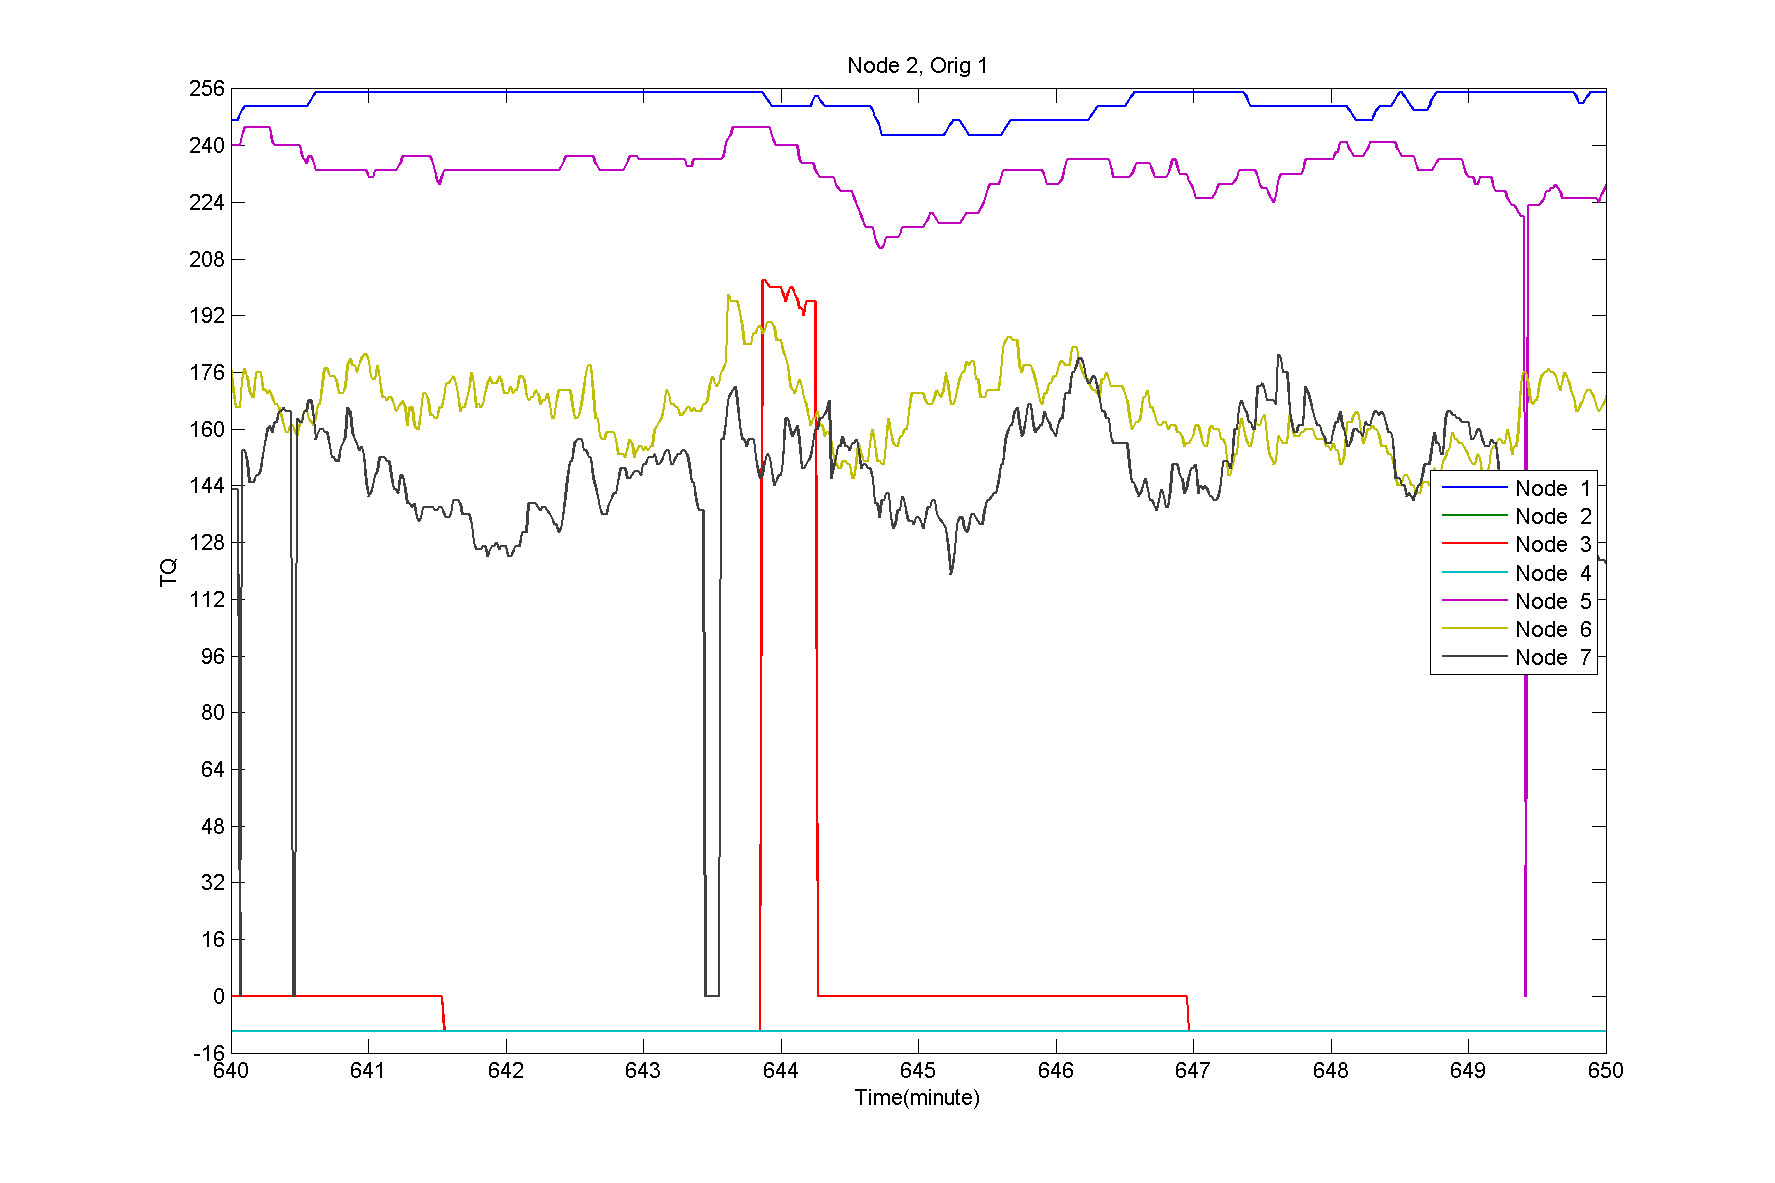 Node 2, Orig 1
256
240
224
208
192
176
160
144
128
112
96
80
64
48
32
16
0
-16
TQ
640 641 642 643 644 645 646 647 648 649 650
Time(minute)
Node 1
Node 2
Node 3
Node 4
Node 5
Node 6
Node 7